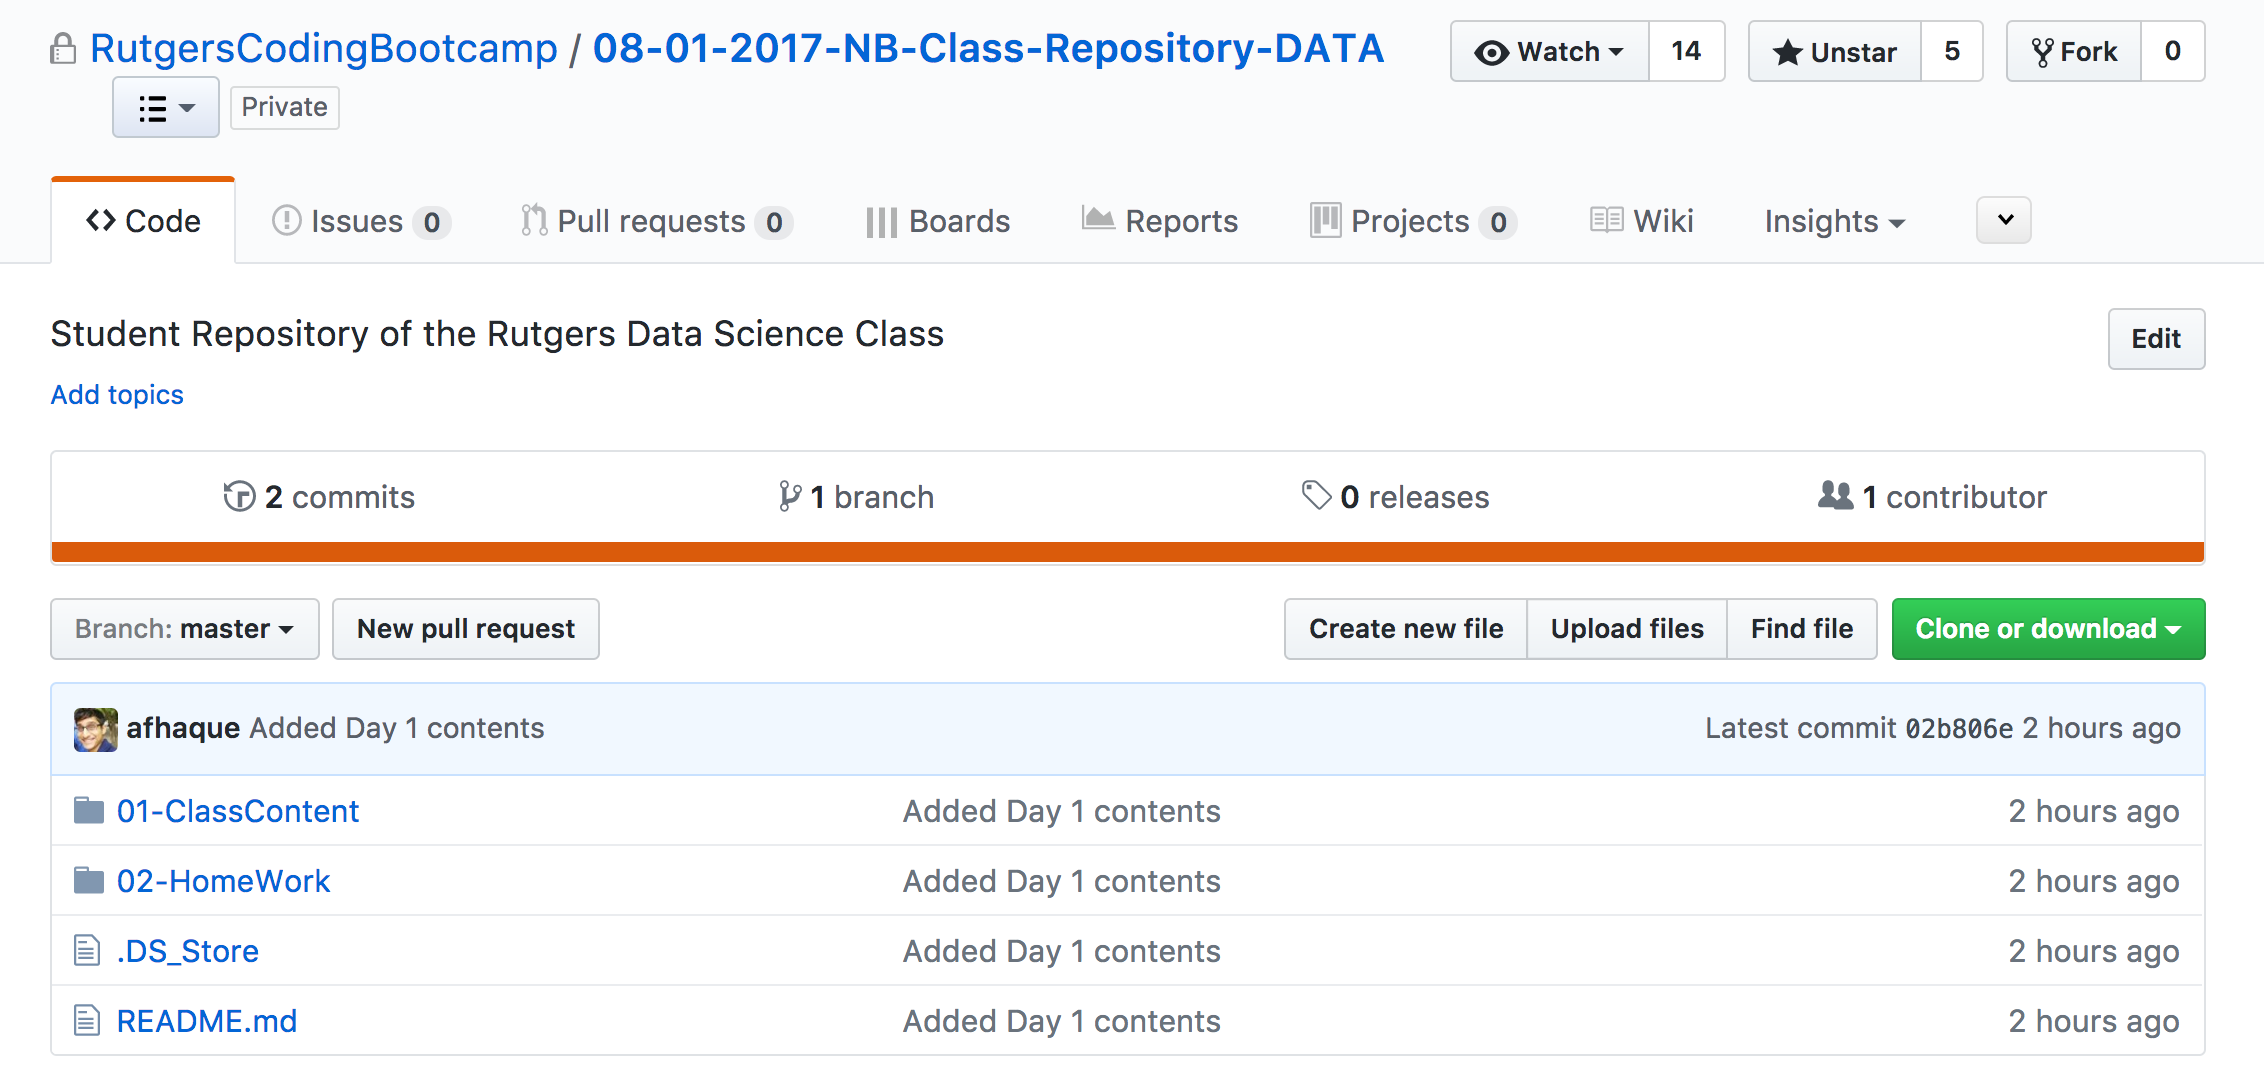 RutgersCodingBootcamp / 08-01-2017-NB-Class-Repository-DATA
Watch 14
Unstar 5
Fork 0
Private
Code
Issues 0
Pull requests 0
Boards
Reports
Projects 0
Wiki
Insights
Student Repository of the Rutgers Data Science Class
Edit
Add topics
2 commits
1 branch
0 releases
1 contributor
Branch: master
New pull request
Create new file
Upload files
Find file
Clone or download
afhaque Added Day 1 contents
Latest commit 02b806e 2 hours ago
01-ClassContent Added Day 1 contents 2 hours ago
02-HomeWork Added Day 1 contents 2 hours ago
.DS_Store Added Day 1 contents 2 hours ago
README.md Added Day 1 contents 2 hours ago